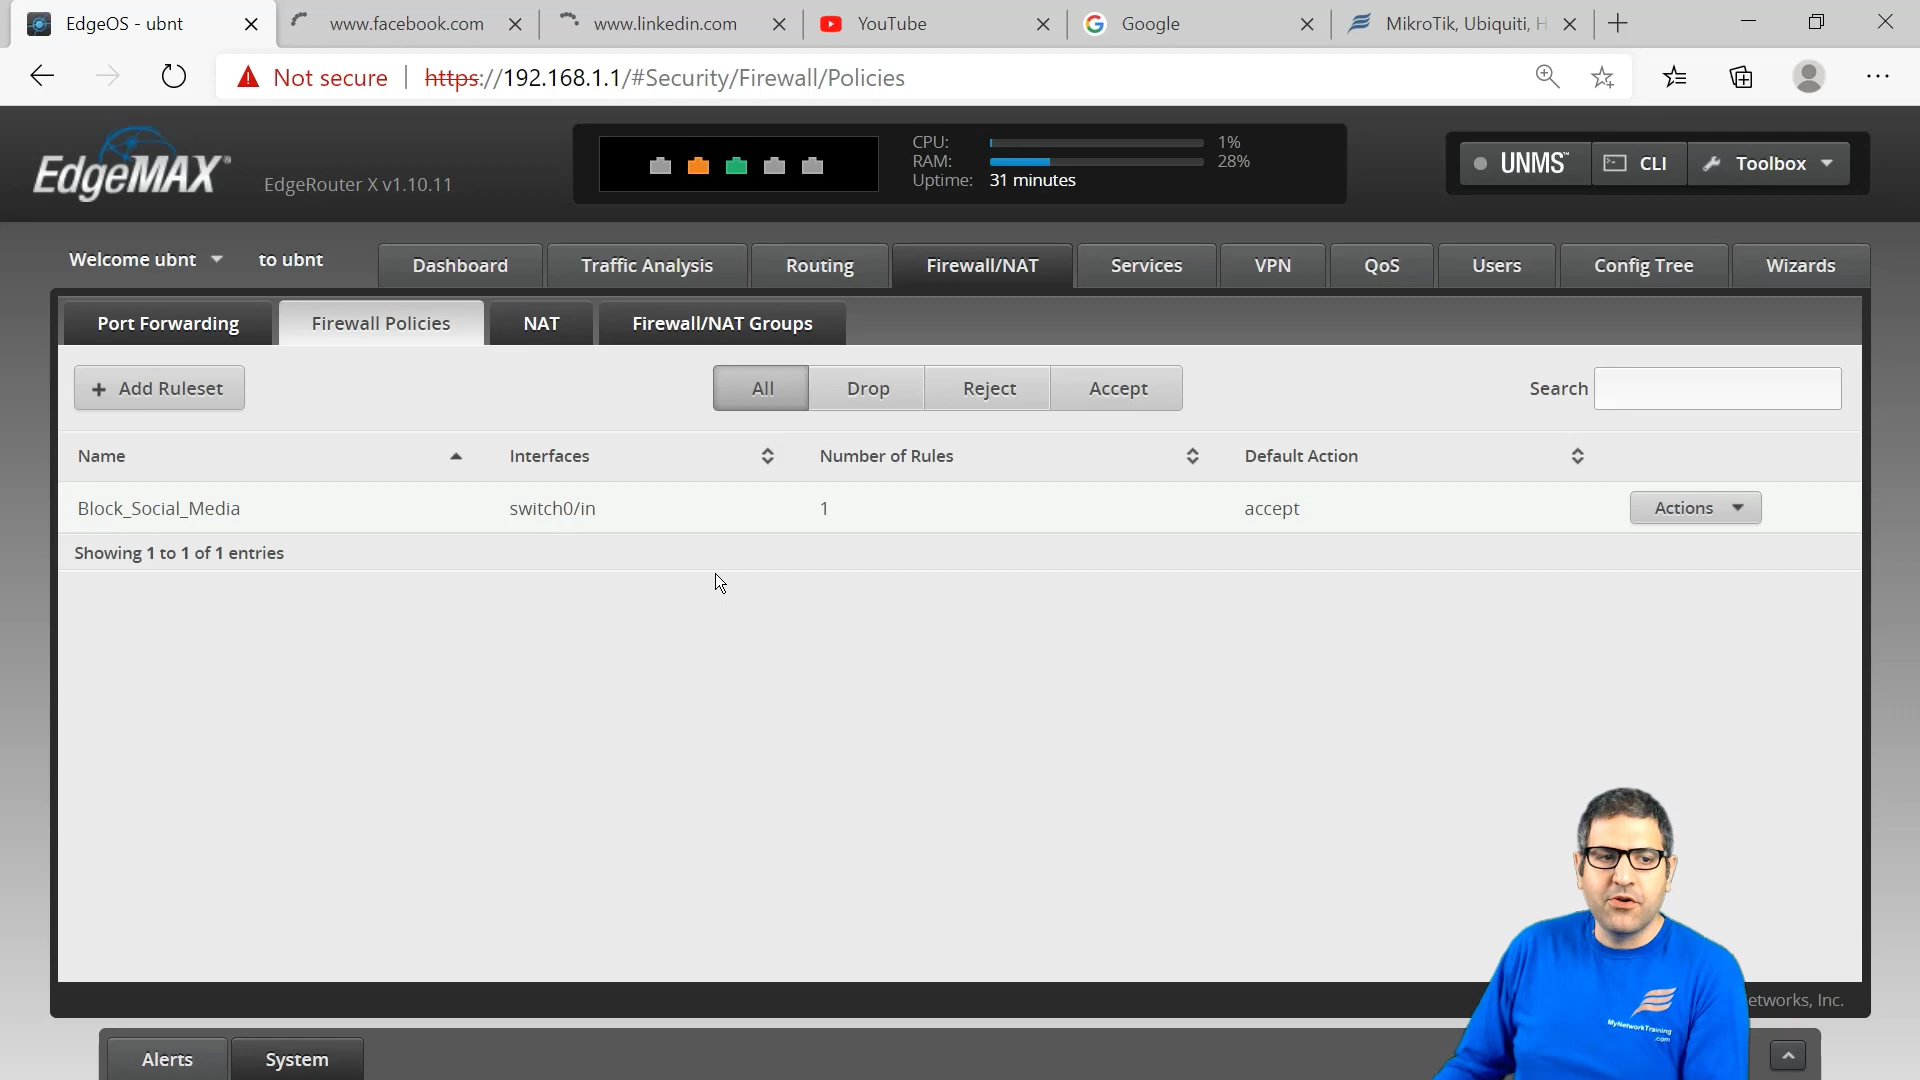 EdgeOS - ubnt
www.facebook.com
www.linkedin.com
YouTube
Google
MikroTik, Ubiquiti, H
Not secure
https://192.168.1.1/#Security/Firewall/Policies
EdgeMAX
EdgeRouter X v1.10.11
CPU: 1%
RAM: 28%
Uptime: 31 minutes
UNMS™
CLI
Toolbox
Welcome ubnt to ubnt
Dashboard
Traffic Analysis
Routing
Firewall/NAT
Services
VPN
QoS
Users
Config Tree
Wizards
Port Forwarding
Firewall Policies
NAT
Firewall/NAT Groups
+ Add Ruleset
All
Drop
Reject
Accept
Search
Name Interfaces Number of Rules Default Action
Block_Social_Media switch0/in 1 accept Actions
Showing 1 to 1 of 1 entries
etworks, Inc.
MyNetworkTraining
.com
Alerts
System